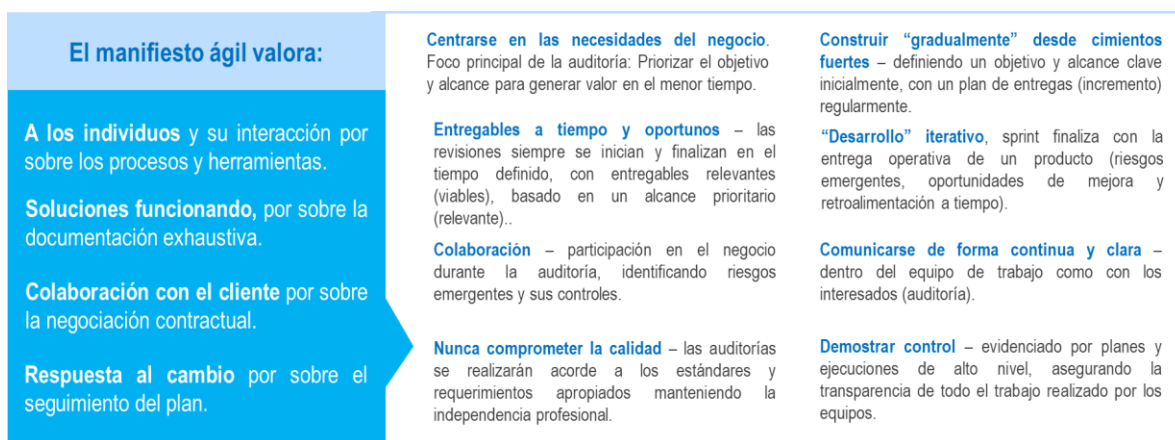 El manifiesto ágil valora:
A los individuos y su interacción por
sobre los procesos y herramientas.
Soluciones funcionando, por sobre la
documentación exhaustiva.
Colaboración con el cliente por sobre
la negociación contractual.
Respuesta al cambio por sobre el
seguimiento del plan.
Centrarse en las necesidades del negocio.
Foco principal de la auditoría: Priorizar el objetivo
y alcance para generar valor en el menor tiempo.
Entregables a tiempo y oportunos – las
revisiones siempre se inician y finalizan en el
tiempo definido, con entregables relevantes
(viables), basado en un alcance prioritario
(relevante)..
Colaboración – participación en el negocio
durante la auditoría, identificando riesgos
emergentes y sus controles.
Nunca comprometer la calidad – las auditorías
se realizarán acorde a los estándares y
requerimientos apropiados manteniendo la
independencia profesional.
Construir “gradualmente” desde cimientos
fuertes – definiendo un objetivo y alcance clave
inicialmente, con un plan de entregas (incremento)
regularmente.
“Desarrollo” iterativo, sprint finaliza con la
entrega operativa de un producto (riesgos
emergentes, oportunidades de mejora y
retroalimentación a tiempo).
Comunicarse de forma continua y clara –
dentro del equipo de trabajo como con los
interesados (auditoría).
Demostrar control – evidenciado por planes y
ejecuciones de alto nivel, asegurando la
transparencia de todo el trabajo realizado por los
equipos.